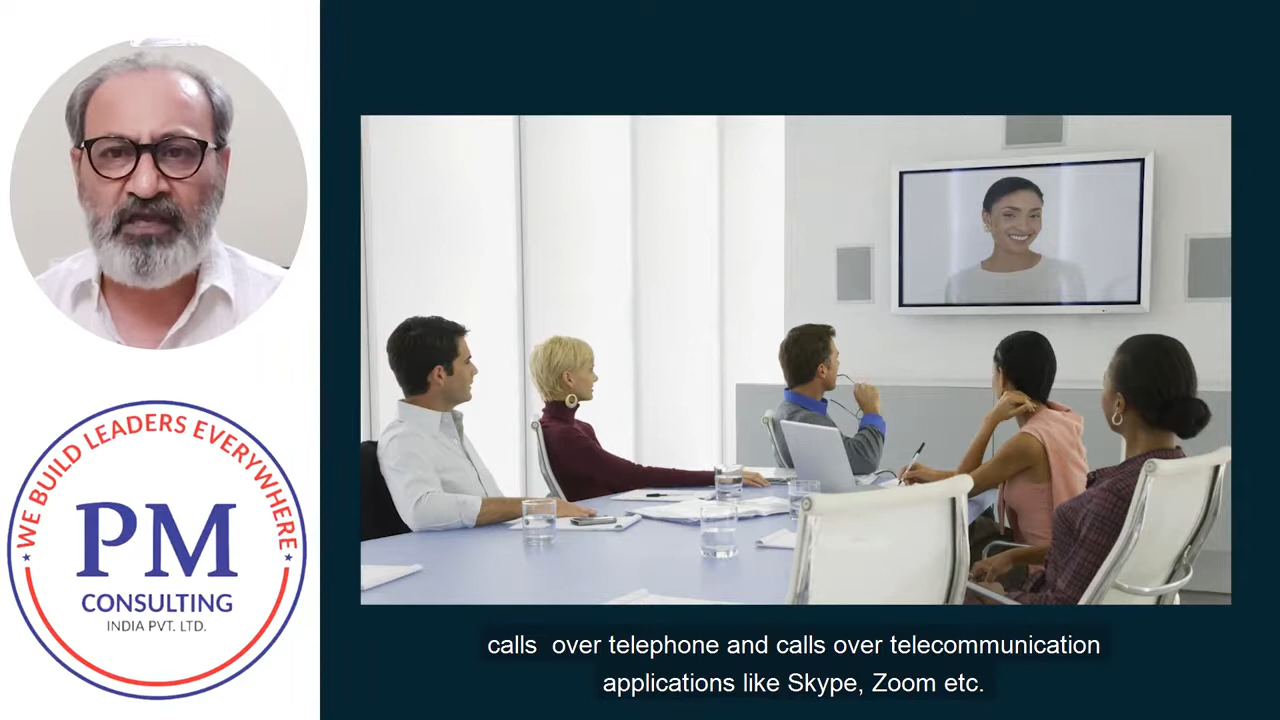 WE BUILD LEADERS EVERYWHERE
PM
CONSULTING
INDIA PVT. LTD.
calls over telephone and calls over telecommunication
applications like Skype, Zoom etc.